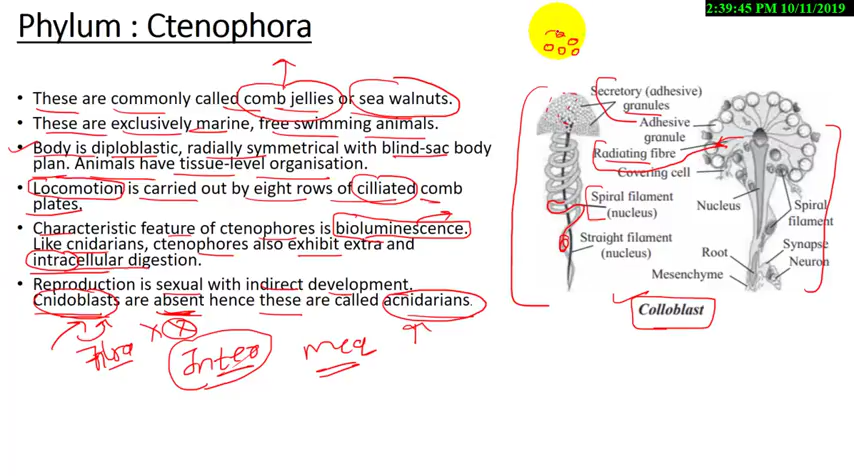 2:39:45 PM 10/11/2019
Phylum : Ctenophora
• These are commonly called comb jellies or sea walnuts.
• These are exclusively marine, free swimming animals.
• Body is diploblastic, radially symmetrical with blind-sac body
plan. Animals have tissue-level organisation.
• Locomotion is carried out by eight rows of cilliated comb
plates.
• Characteristic feature of ctenophores is bioluminescence.
Like cnidarians, ctenophores also exhibit extra and
intracellular digestion.
• Reproduction is sexual with indirect development.
Cnidoblasts are absent hence these are called acnidarians.
Secretory (adhesive)
granules
Adhesive
granule
Radiating fibre
Covering cell
Spiral filament
(nucleus)
Straight filament
(nucleus)
Nucleus
Spiral
filament
Root
Synapse
Neuron
Mesenchyme
Colloblast
mcq